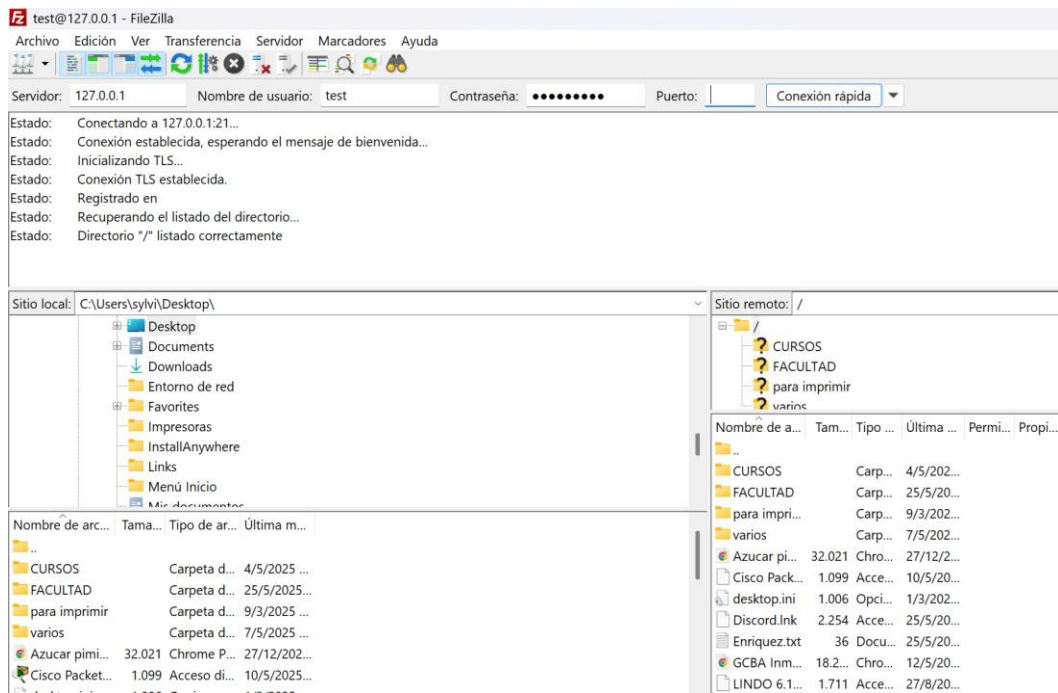 test@127.0.0.1 - FileZilla
Archivo Edición Ver Transferencia Servidor Marcadores Ayuda
Servidor: 127.0.0.1 Nombre de usuario: test Contraseña: ●●●●●●●●● Puerto: Conexión rápida
Estado: Conectando a 127.0.0.1:21...
Estado: Conexión establecida, esperando el mensaje de bienvenida...
Estado: Inicializando TLS...
Estado: Conexión TLS establecida.
Estado: Registrado en
Estado: Recuperando el listado del directorio...
Estado: Directorio "/" listado correctamente
Sitio local: C:\Users\sylvi\Desktop\
Desktop
Documents
Downloads
Entorno de red
Favorites
Impresoras
InstallAnywhere
Links
Menú Inicio
Mis documentos
Nombre de arc... Tama... Tipo de ar... Última m...
..
CURSOS Carpeta d... 4/5/2025 ...
FACULTAD Carpeta d... 25/5/2025...
para imprimir Carpeta d... 9/3/2025 ...
varios Carpeta d... 7/5/2025 ...
Azucar pimi... 32.021 Chrome P... 27/12/202...
Cisco Packet... 1.099 Acceso di... 10/5/2025...
Sitio remoto: /
/
CURSOS
FACULTAD
para imprimir
varios
Nombre de a... Tam... Tipo ... Última ... Permi... Propi...
..
CURSOS Carp... 4/5/202...
FACULTAD Carp... 25/5/20...
para impri... Carp... 9/3/202...
varios Carp... 7/5/202...
Azucar pi... 32.021 Chro... 27/12/2...
Cisco Pack... 1.099 Acce... 10/5/20...
desktop.ini 1.006 Opci... 1/3/202...
Discord.lnk 2.254 Acce... 25/5/20...
Enriquez.txt 36 Docu... 25/5/20...
GCBA Inm... 18.2... Chro... 12/5/20...
LINDO 6.1... 1.711 Acce... 27/8/20...